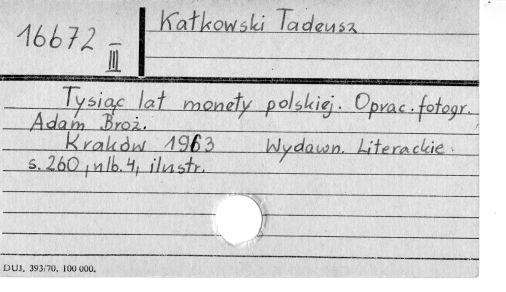 16672 III
Kałkowski Tadeusz
Tysiąc lat monety polskiej. Oprac. fotogr.
Adam Broż.
Kraków 1963 Wydawn. Literackie.
s. 260, nlb. 4, ilustr.
DUJ, 393/70, 100 000.